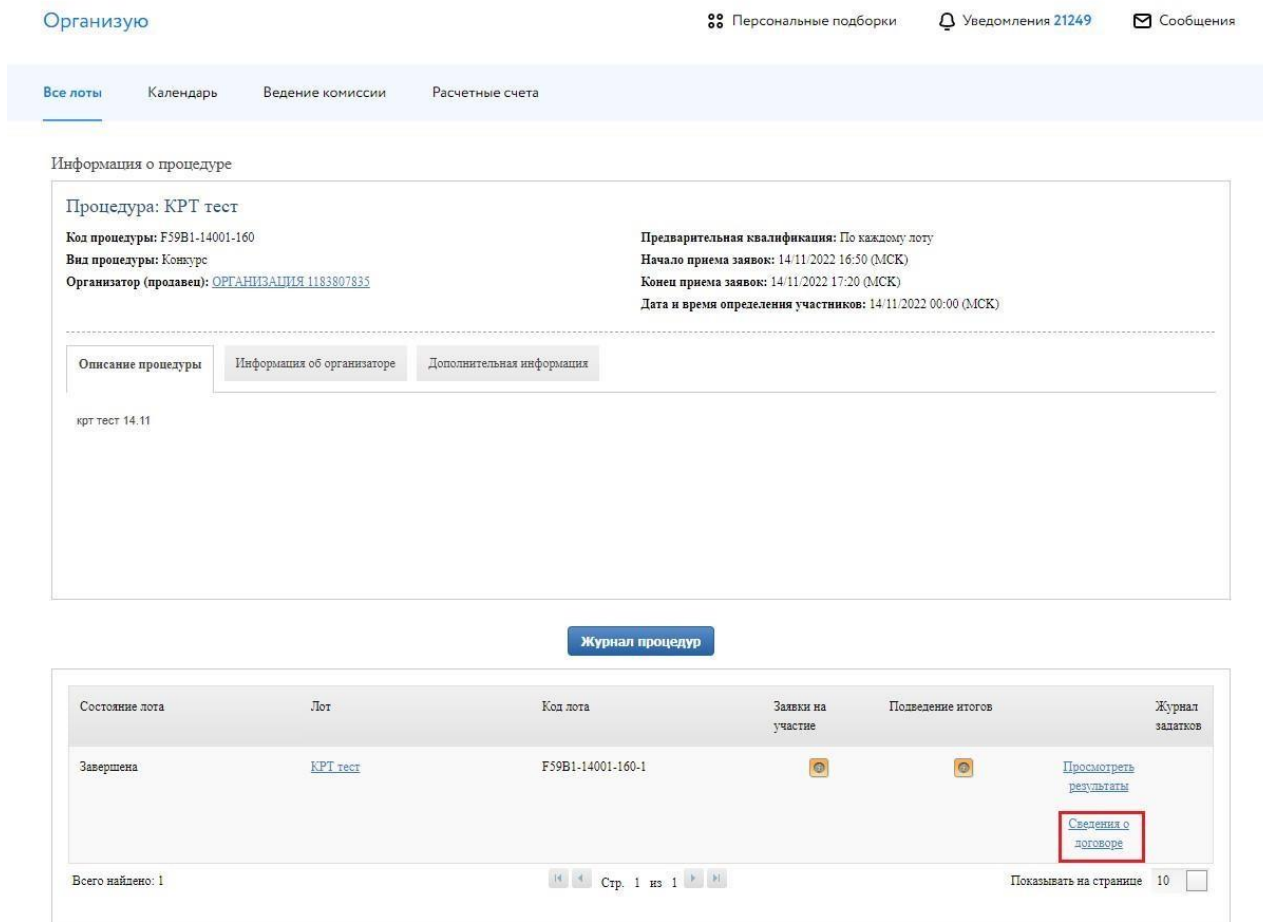 Организую
Персональные подборки
Уведомления 21249
Сообщения
Все лоты
Календарь
Ведение комиссии
Расчетные счета
Информация о процедуре
Процедура: КРТ тест
Код процедуры: F59B1-14001-160
Вид процедуры: Конкурс
Организатор (продавец): ОРГАНИЗАЦИЯ 1183807835
Предварительная квалификация: По каждому лоту
Начало приема заявок: 14/11/2022 16:50 (МСК)
Конец приема заявок: 14/11/2022 17:20 (МСК)
Дата и время определения участников: 14/11/2022 00:00 (МСК)
Описание процедуры
Информация об организаторе
Дополнительная информация
крт тест 14.11
Журнал процедур
Состояние лота
Лот
Код лота
Заявки на
участие
Подведение итогов
Журнал
задатков
Завершена
КРТ тест
F59B1-14001-160-1
Просмотреть
результаты
Сведения о
договоре
Всего найдено: 1
Стр. 1 из 1
Показывать на странице 10